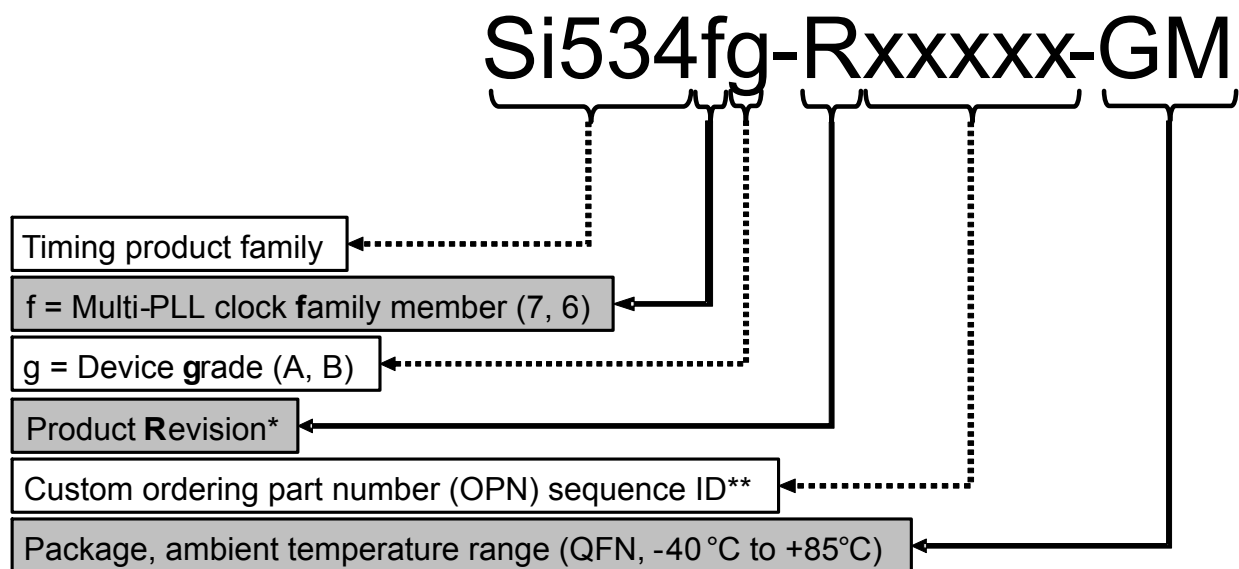 Si534fg-Rxxxxx-GM
Timing product family
f = Multi-PLL clock family member (7, 6)
g = Device grade (A, B)
Product Revision*
Custom ordering part number (OPN) sequence ID**
Package, ambient temperature range (QFN, -40 °C to +85°C)